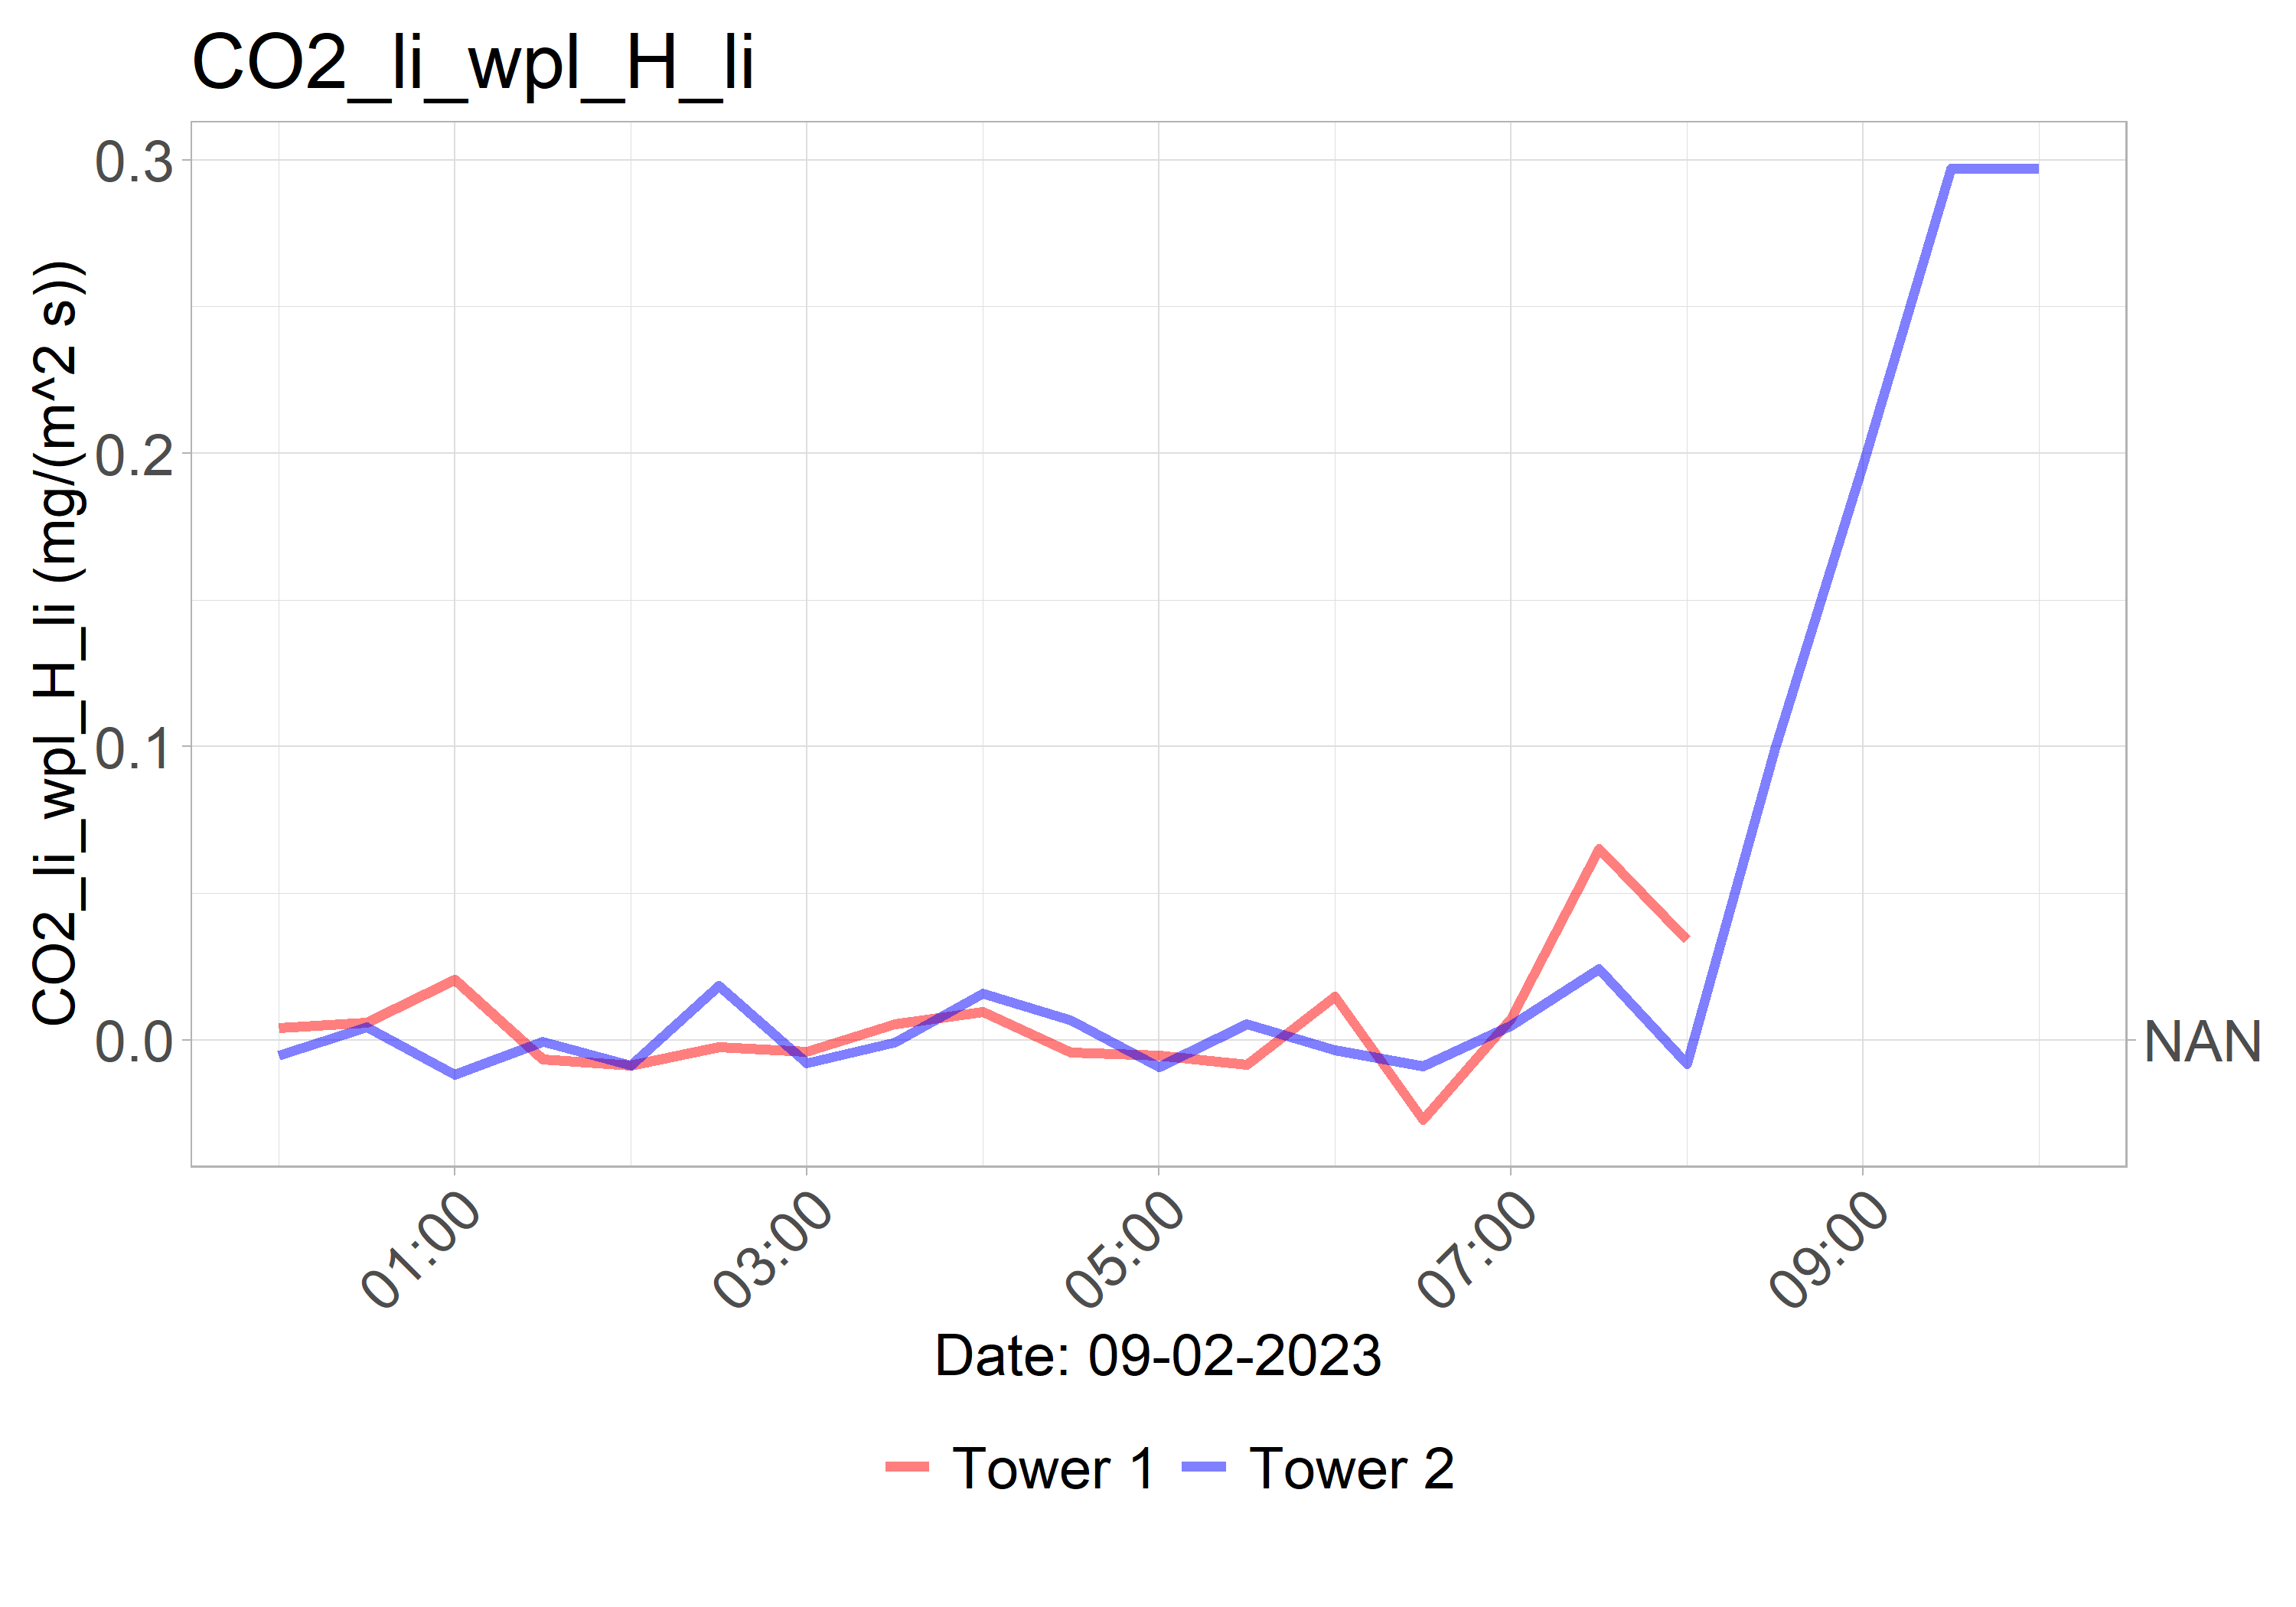 CO2_li_wpl_H_li
CO2_li_wpl_H_li (mg/(m^2 s))
0.3
0.2
0.1
0.0
NAN
01:00
03:00
05:00
07:00
09:00
Date: 09-02-2023
Tower 1
Tower 2